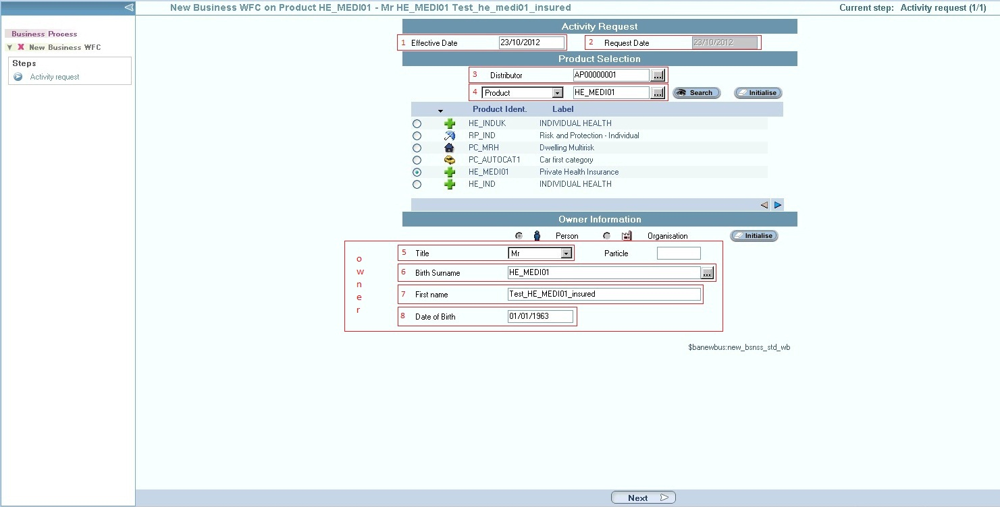 New Business WFC on Product HE_MEDI01 - Mr HE_MEDI01 Test_he_medi01_insured
Current step: Activity request (1/1)
Business Process
New Business WFC
Steps
Activity request
Activity Request
1 Effective Date 23/10/2012 2 Request Date 23/10/2012
Product Selection
3 Distributor AP00000001 ...
4 Product HE_MEDI01 ... Search Initialise
Product Ident. Label
HE_INDUK INDIVIDUAL HEALTH
RP_IND Risk and Protection - Individual
PC_MRH Dwelling Multirisk
PC_AUTOCAT1 Car first category
HE_MEDI01 Private Health Insurance
HE_IND INDIVIDUAL HEALTH
Owner Information
Person Organisation Initialise
owner
5 Title Mr Particle
6 Birth Surname HE_MEDI01 ...
7 First name Test_HE_MEDI01_insured
8 Date of Birth 01/01/1963
$banewbus:new_bsnss_std_wb
Next